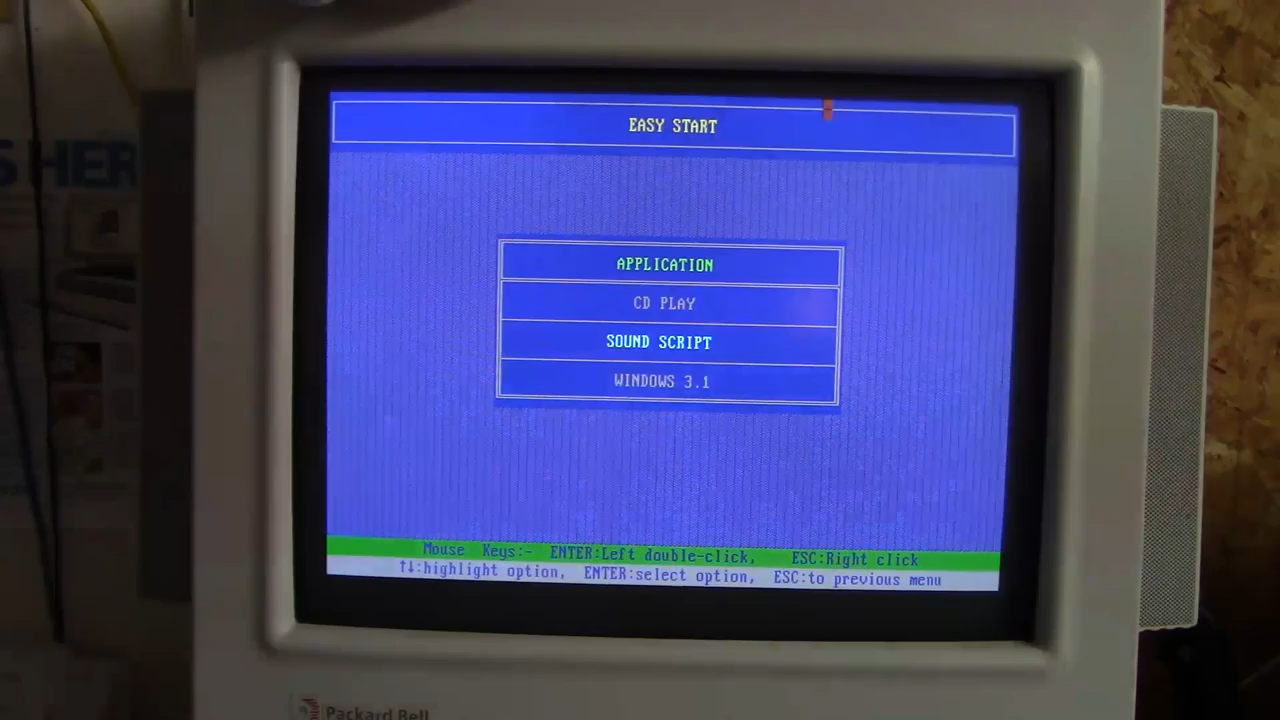 S HER
EASY START
APPLICATION
CD PLAY
SOUND SCRIPT
WINDOWS 3.1
Mouse Keys:- ENTER:Left double-click, ESC:Right click
↑↓:highlight option, ENTER:select option, ESC:to previous menu
Packard Bell